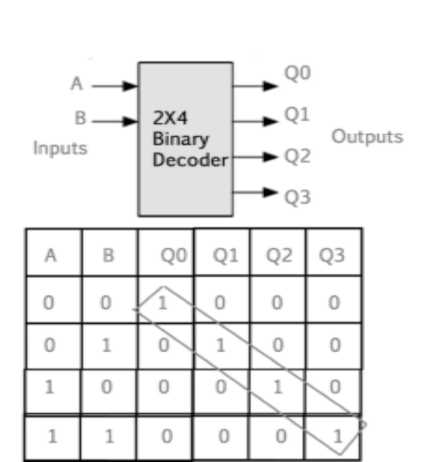 A
B
Inputs
2X4
Binary
Decoder
Q0
Q1
Q2
Q3
Outputs
A B Q0 Q1 Q2 Q3
0 0 1 0 0 0
0 1 0 1 0 0
1 0 0 0 1 0
1 1 0 0 0 1